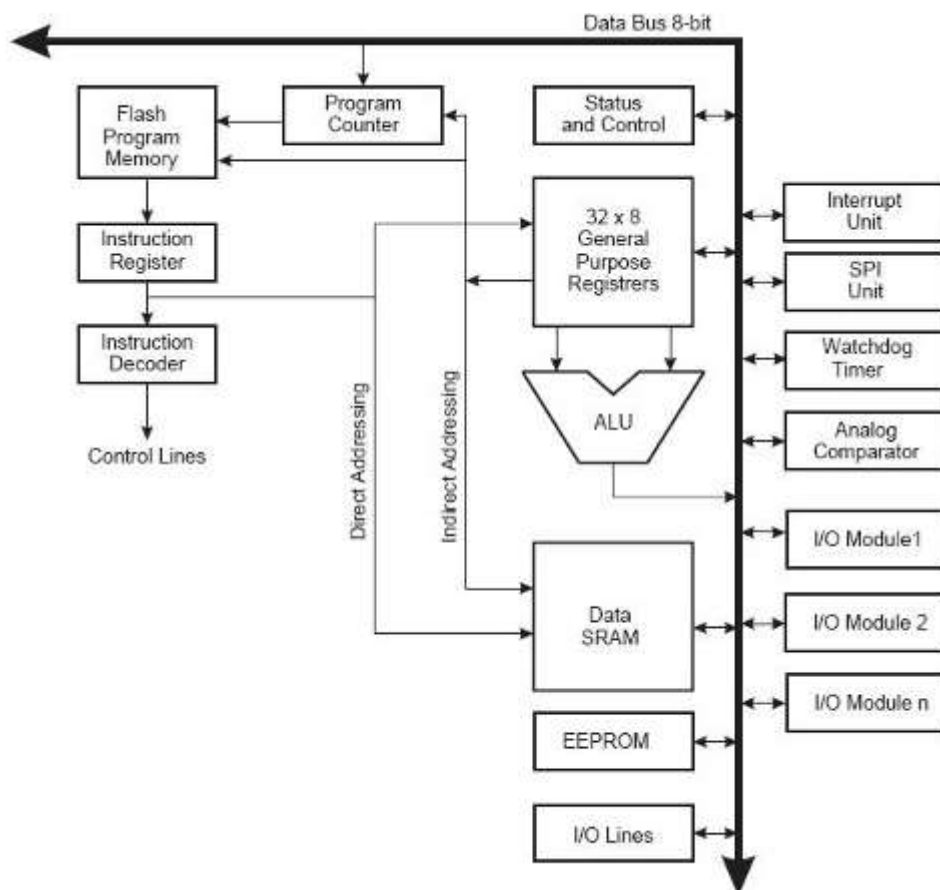 Data Bus 8-bit
Flash
Program
Memory
Program
Counter
Status
and Control
32 x 8
General
Purpose
Registrers
Interrupt
Unit
Instruction
Register
SPI
Unit
Instruction
Decoder
Watchdog
Timer
ALU
Analog
Comparator
Control Lines
Direct Addressing
Indirect Addressing
I/O Module1
Data
SRAM
I/O Module 2
I/O Module n
EEPROM
I/O Lines